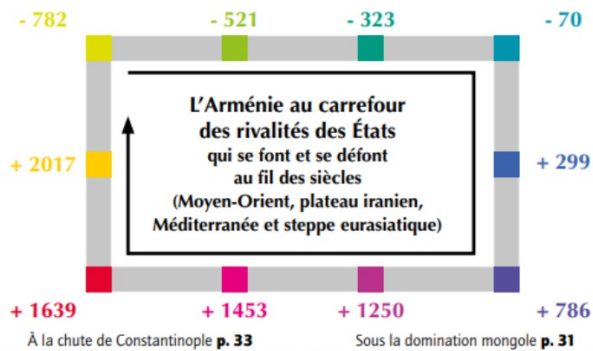 - 782 - 521 - 323 - 70
L'Arménie au carrefour
des rivalités des États
qui se font et se défont
au fil des siècles
(Moyen-Orient, plateau iranien,
Méditerranée et steppe eurasiatique)
+ 2017 + 299
+ 1639 + 1453 + 1250 + 786
À la chute de Constantinople p. 33 Sous la domination mongole p. 31